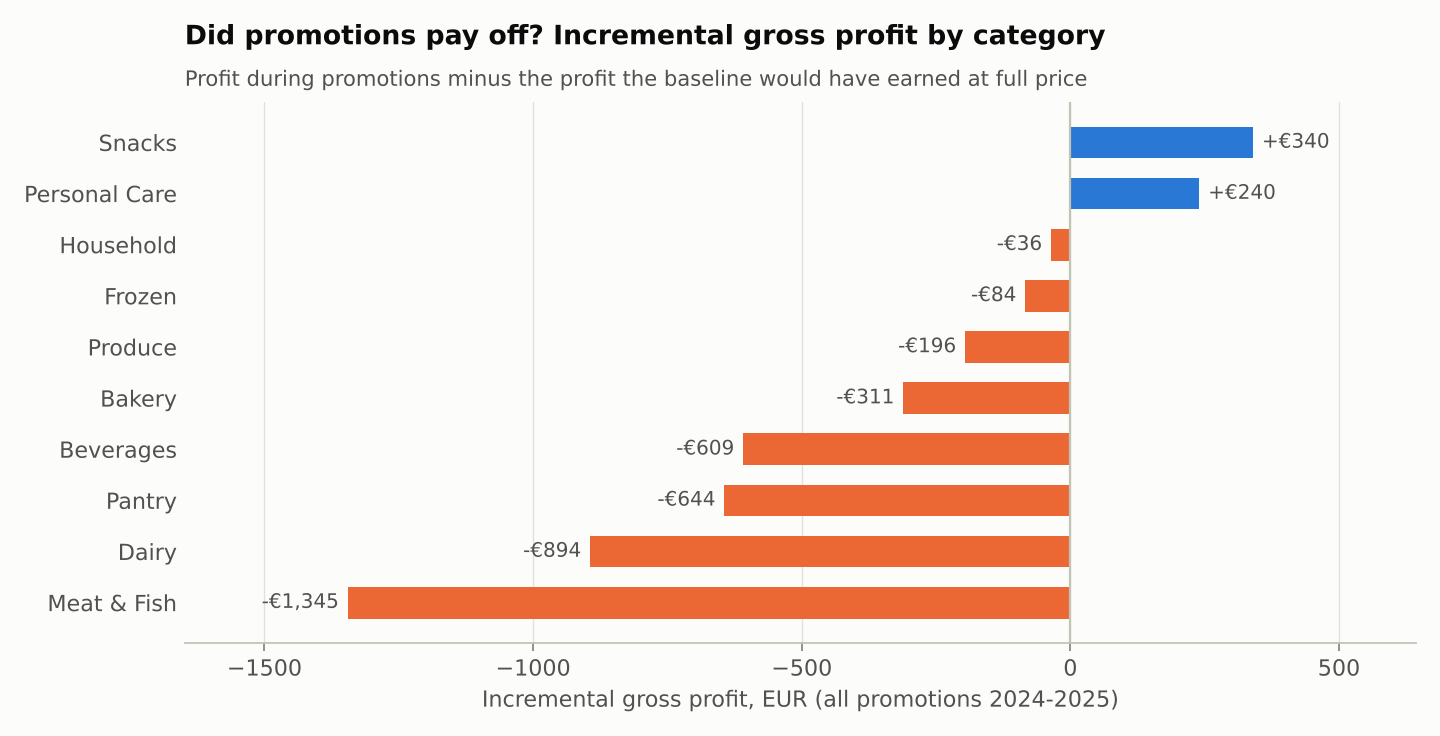 Did promotions pay off? Incremental gross profit by category
Profit during promotions minus the profit the baseline would have earned at full price
Snacks +€340
Personal Care +€240
Household -€36
Frozen -€84
Produce -€196
Bakery -€311
Beverages -€609
Pantry -€644
Dairy -€894
Meat & Fish -€1,345
−1500 −1000 −500 0 500
Incremental gross profit, EUR (all promotions 2024-2025)